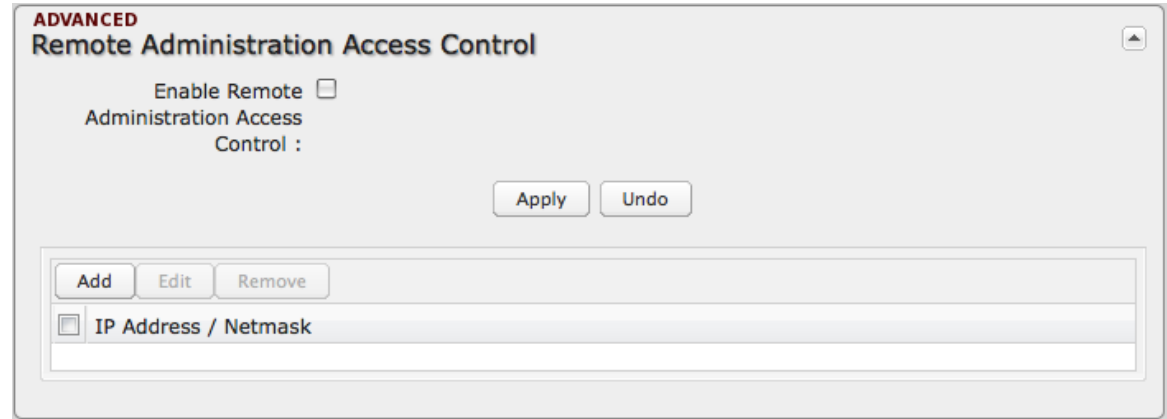 ADVANCED
Remote Administration Access Control
Enable Remote
Administration Access
Control :
Apply Undo
Add Edit Remove
IP Address / Netmask